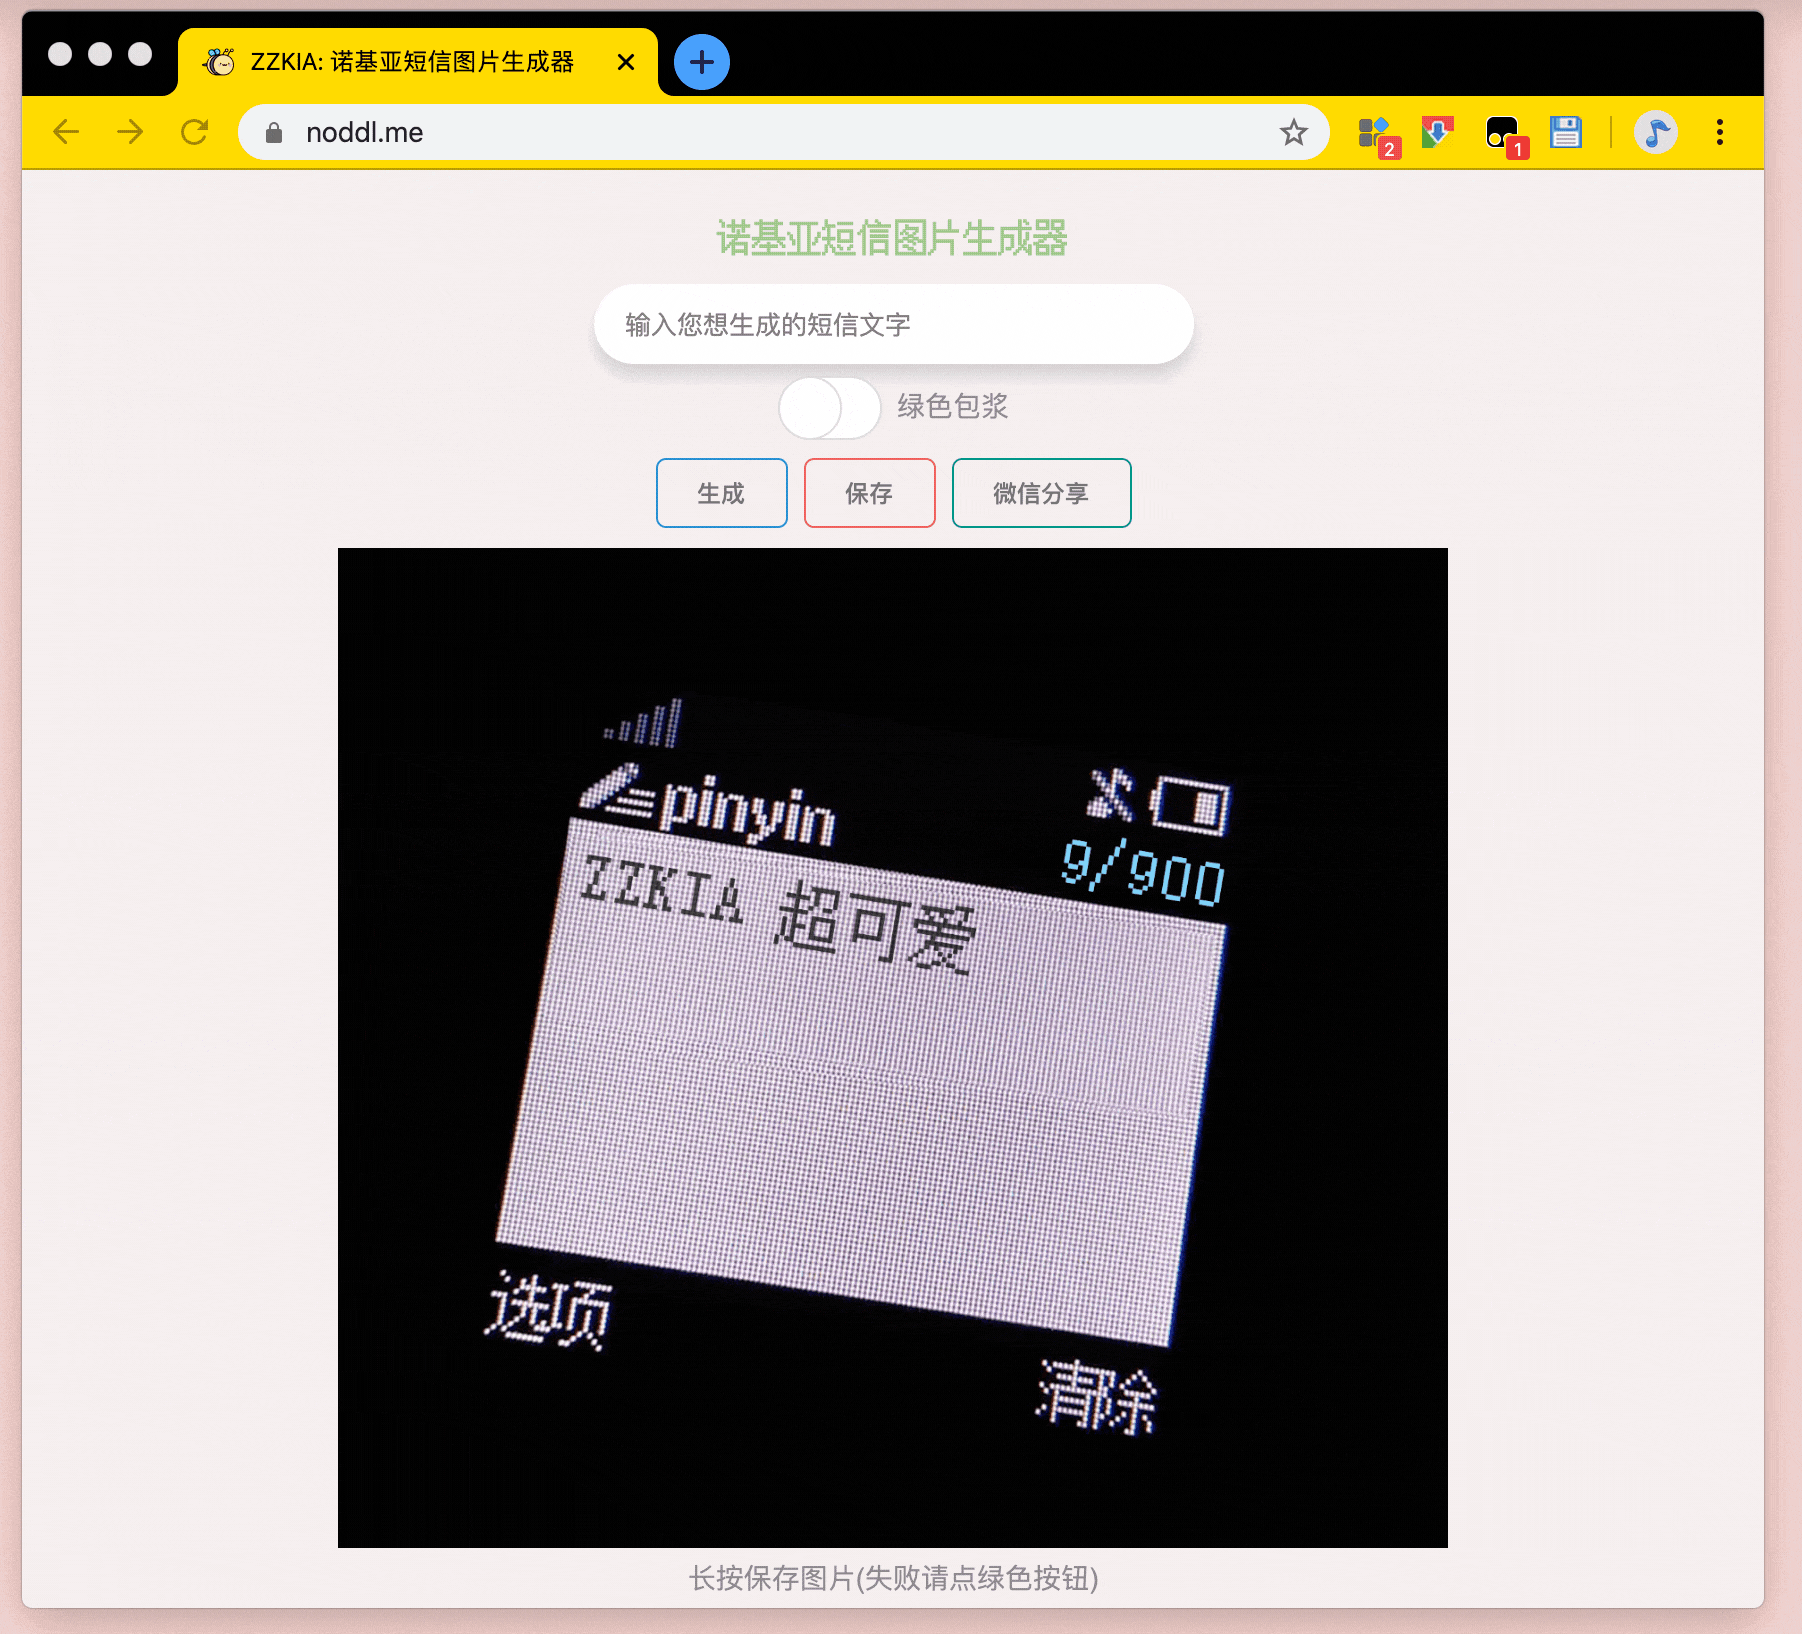 ZZKIA: 诺基亚短信图片生成器
noddl.me
2
1
诺基亚短信图片生成器
输入您想生成的短信文字
绿色包浆
生成 保存 微信分享
pinyin
9/900
ZZKIA 超可爱
选项
清除
长按保存图片(失败请点绿色按钮)